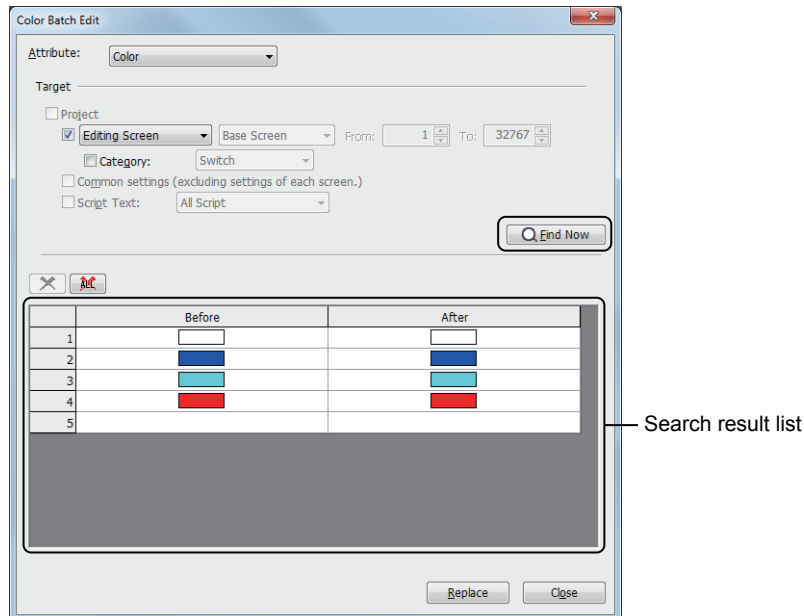 Color Batch Edit
x
Attribute: Color
Target
Project
Editing Screen Base Screen From: 1 To: 32767
Category: Switch
Common settings (excluding settings of each screen.)
Script Text: All Script
Find Now
ALL
Before After
1
2
3
4
5
Search result list
Replace Close